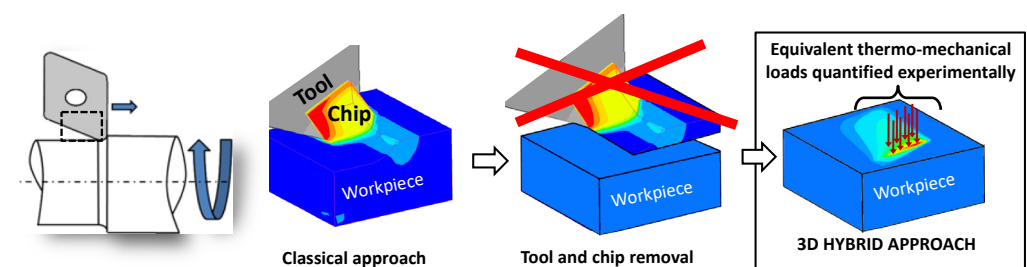 Tool
Chip
Workpiece
Classical approach
Workpiece
Tool and chip removal
Equivalent thermo-mechanical
loads quantified experimentally
Workpiece
3D HYBRID APPROACH